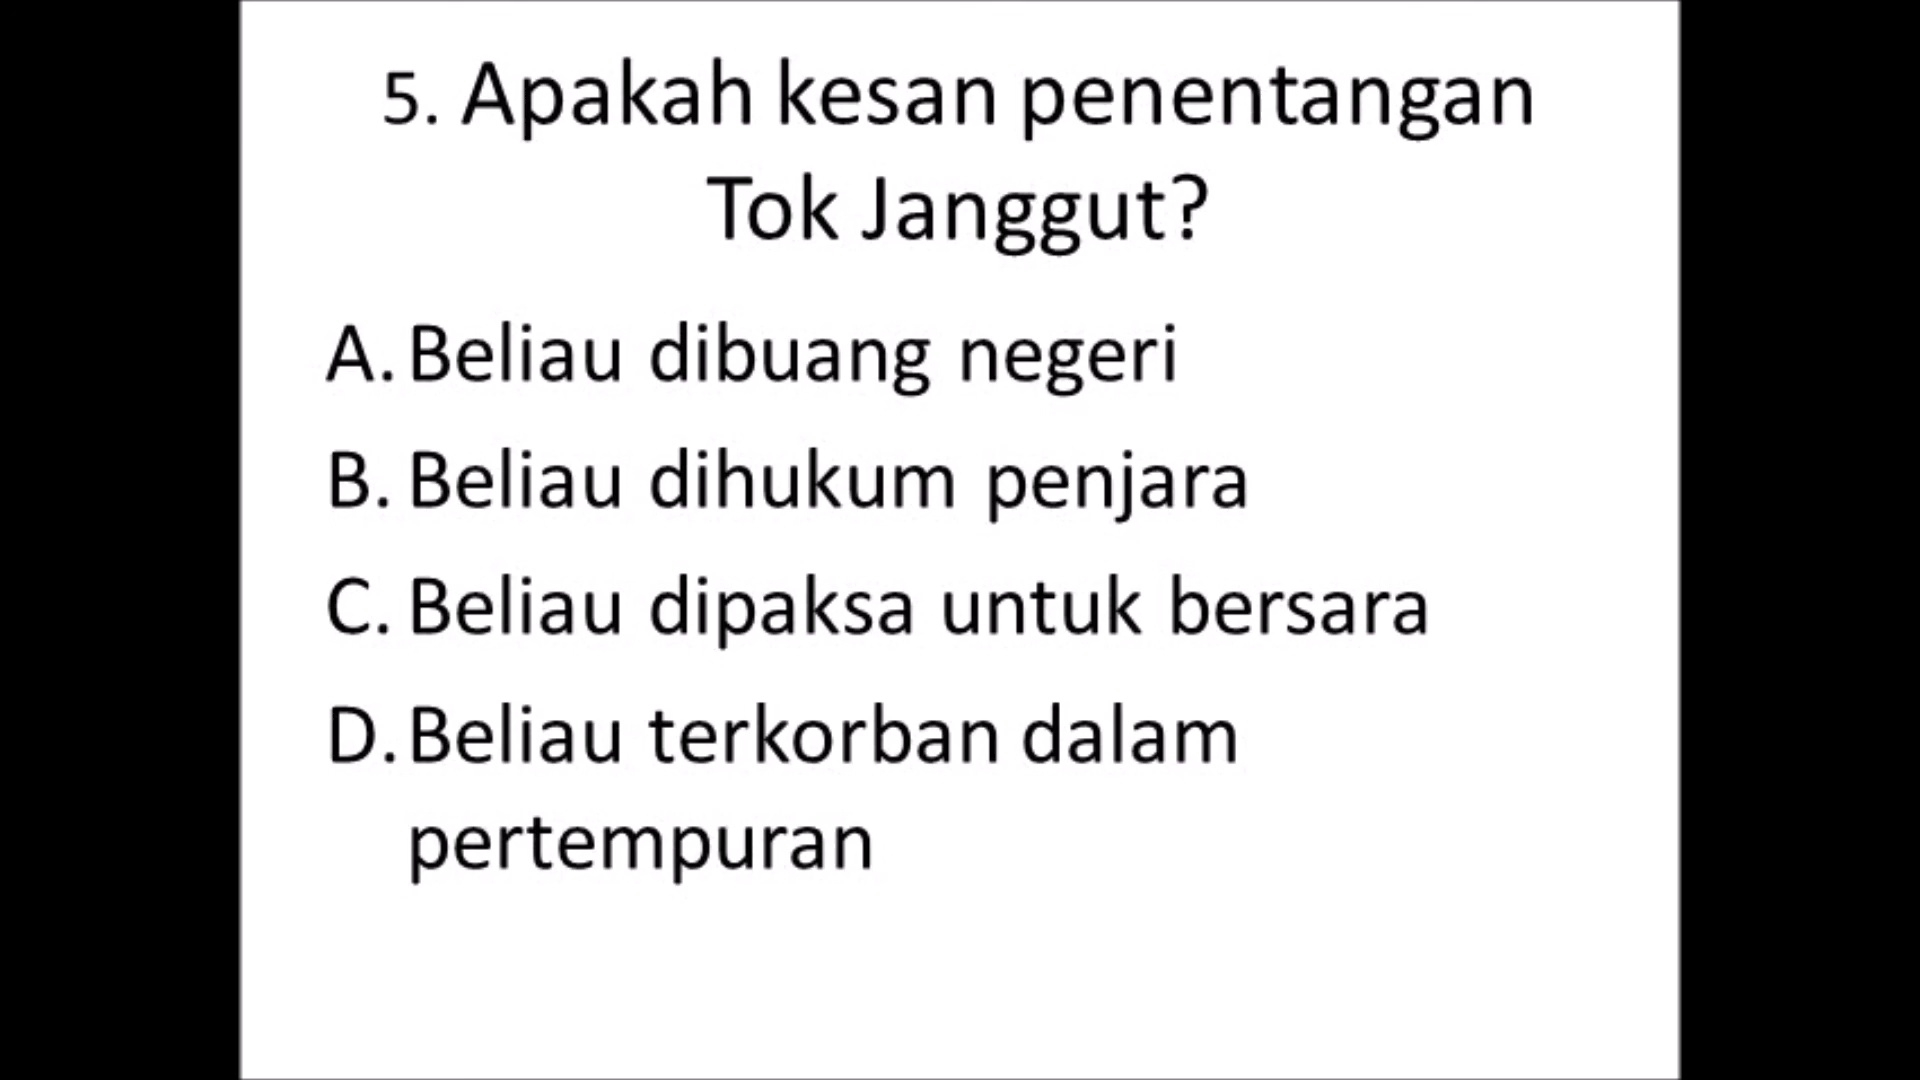 5. Apakah kesan penentangan
Tok Janggut?
A. Beliau dibuang negeri
B. Beliau dihukum penjara
C. Beliau dipaksa untuk bersara
D. Beliau terkorban dalam
pertempuran